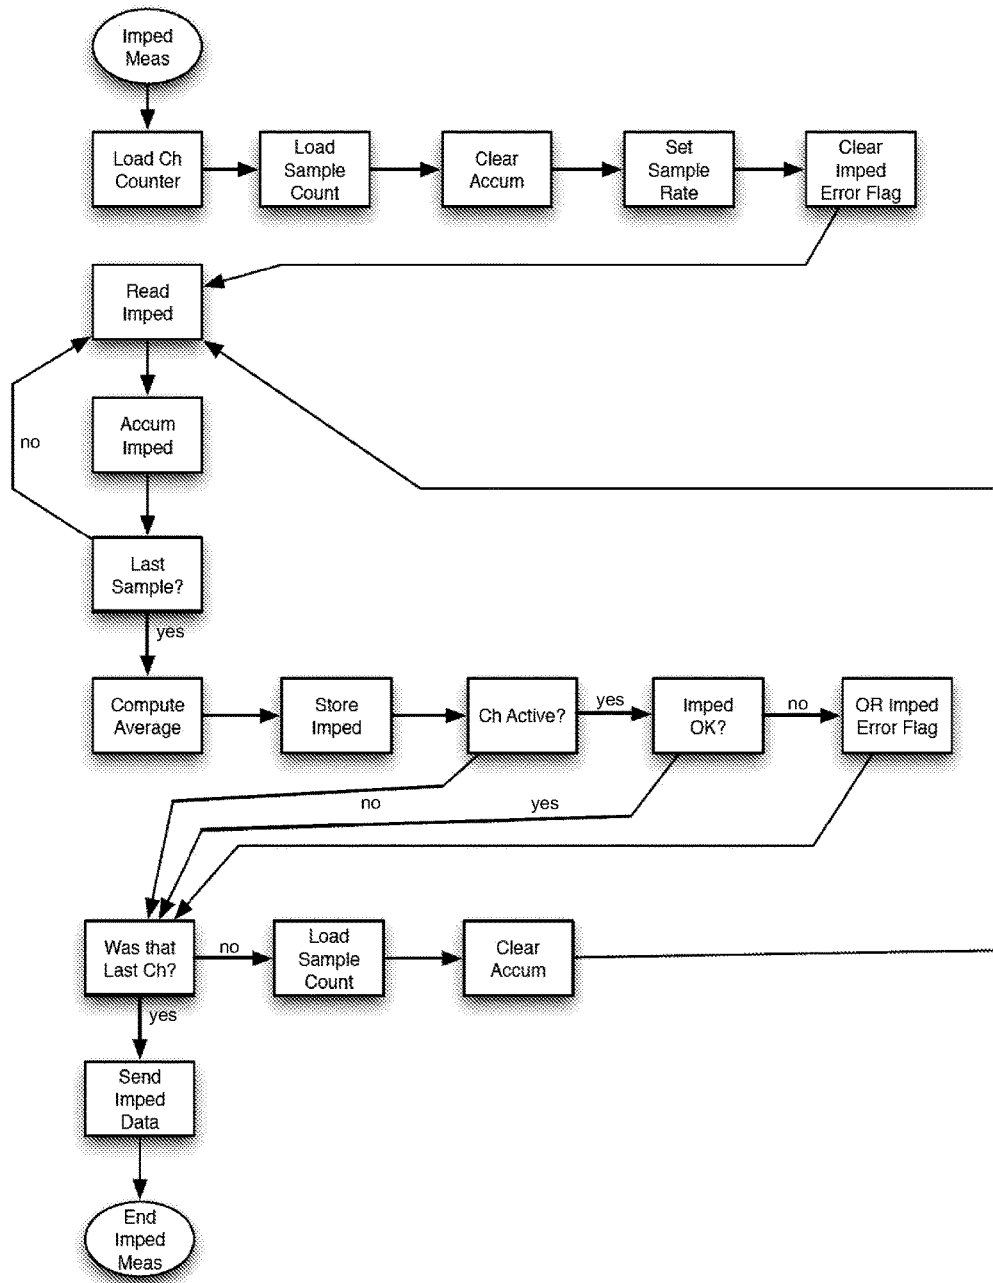 Imped
Meas
Load Ch
Counter
Load
Sample
Count
Clear
Accum
Set
Sample
Rate
Clear
Imped
Error Flag
Read
Imped
Accum
Imped
no
Last
Sample?
yes
Compute
Average
Store
Imped
Ch Active?
yes
Imped
OK?
no
OR Imped
Error Flag
no
yes
Was that
Last Ch?
no
Load
Sample
Count
Clear
Accum
yes
Send
Imped
Data
End
Imped
Meas